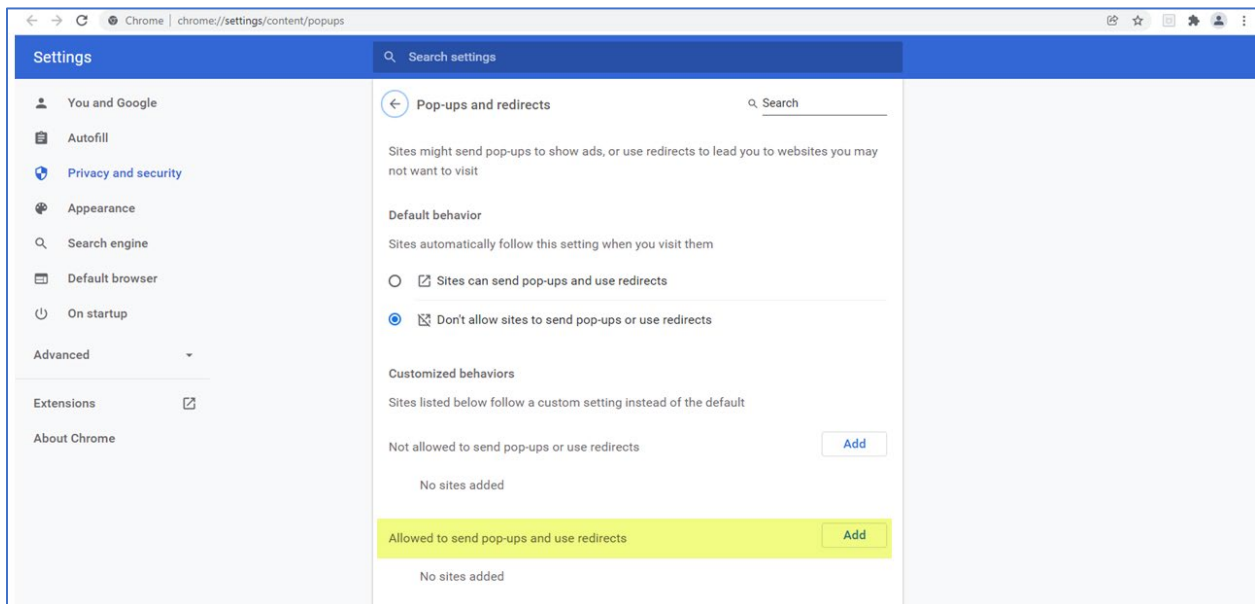 Chrome | chrome://settings/content/popups
Settings
Search settings
You and Google
Autofill
Privacy and security
Appearance
Search engine
Default browser
On startup
Advanced
Extensions
About Chrome
Pop-ups and redirects
Search
Sites might send pop-ups to show ads, or use redirects to lead you to websites you may
not want to visit
Default behavior
Sites automatically follow this setting when you visit them
Sites can send pop-ups and use redirects
Don't allow sites to send pop-ups or use redirects
Customized behaviors
Sites listed below follow a custom setting instead of the default
Not allowed to send pop-ups or use redirects Add
No sites added
Allowed to send pop-ups and use redirects Add
No sites added